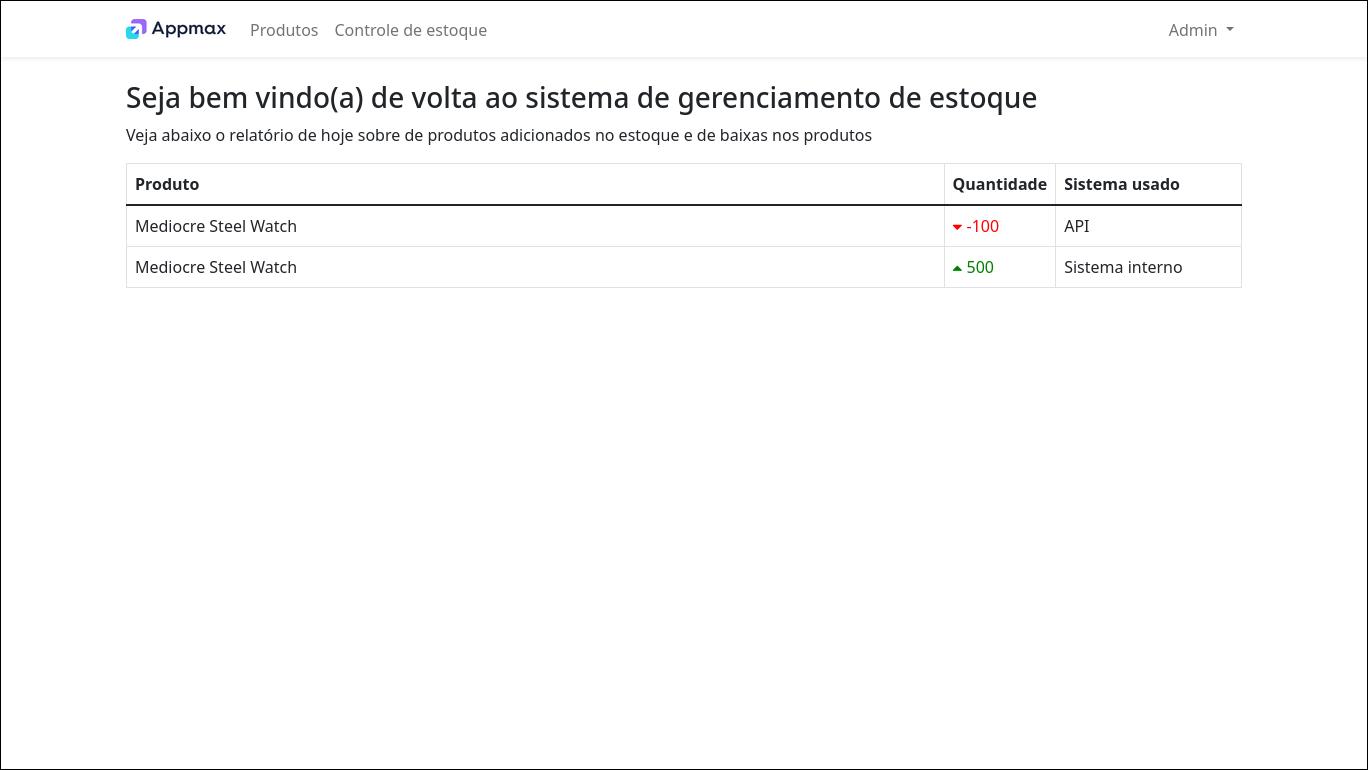 Appmax Produtos Controle de estoque Admin
Seja bem vindo(a) de volta ao sistema de gerenciamento de estoque
Veja abaixo o relatório de hoje sobre de produtos adicionados no estoque e de baixas nos produtos
Produto Quantidade Sistema usado
Mediocre Steel Watch -100 API
Mediocre Steel Watch 500 Sistema interno